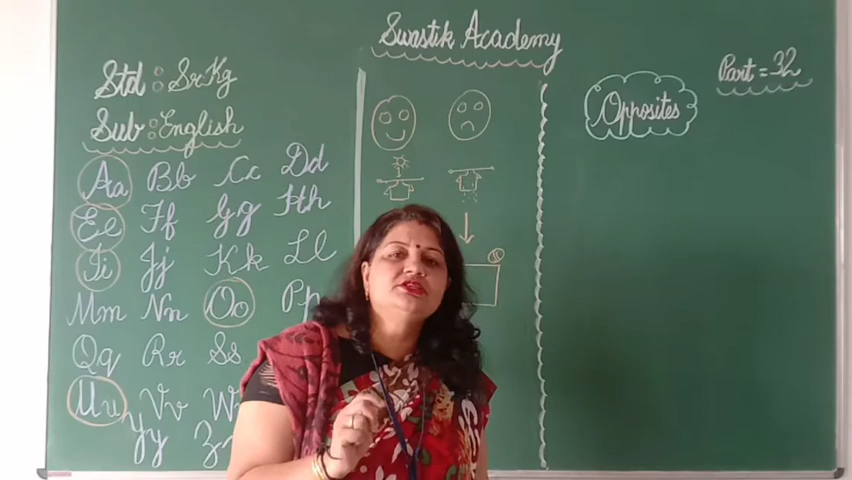 Swastik Academy
Std : Sr Kg
Sub : English
Part = 32
Opposites
Aa Bb Cc Dd
Ee Ff Gg Hh
Ii Jj Kk Ll
Mm Nn Oo Pp
Qq Rr Ss
Uu Vv W
Yy Z